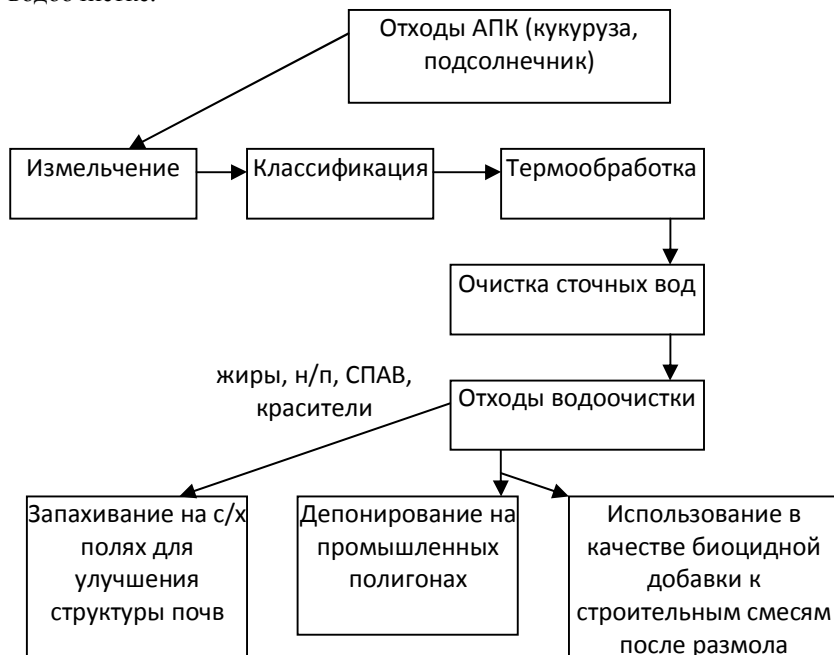 водоочистке.
Отходы АПК (кукуруза,
подсолнечник)
Измельчение
Классификация
Термообработка
Очистка сточных вод
жиры, н/п, СПАВ,
красители
Отходы водоочистки
Запахивание на с/х
полях для
улучшения
структуры почв
Депонирование на
промышленных
полигонах
Использование в
качестве биоцидной
добавки к
строительным смесям
после размола